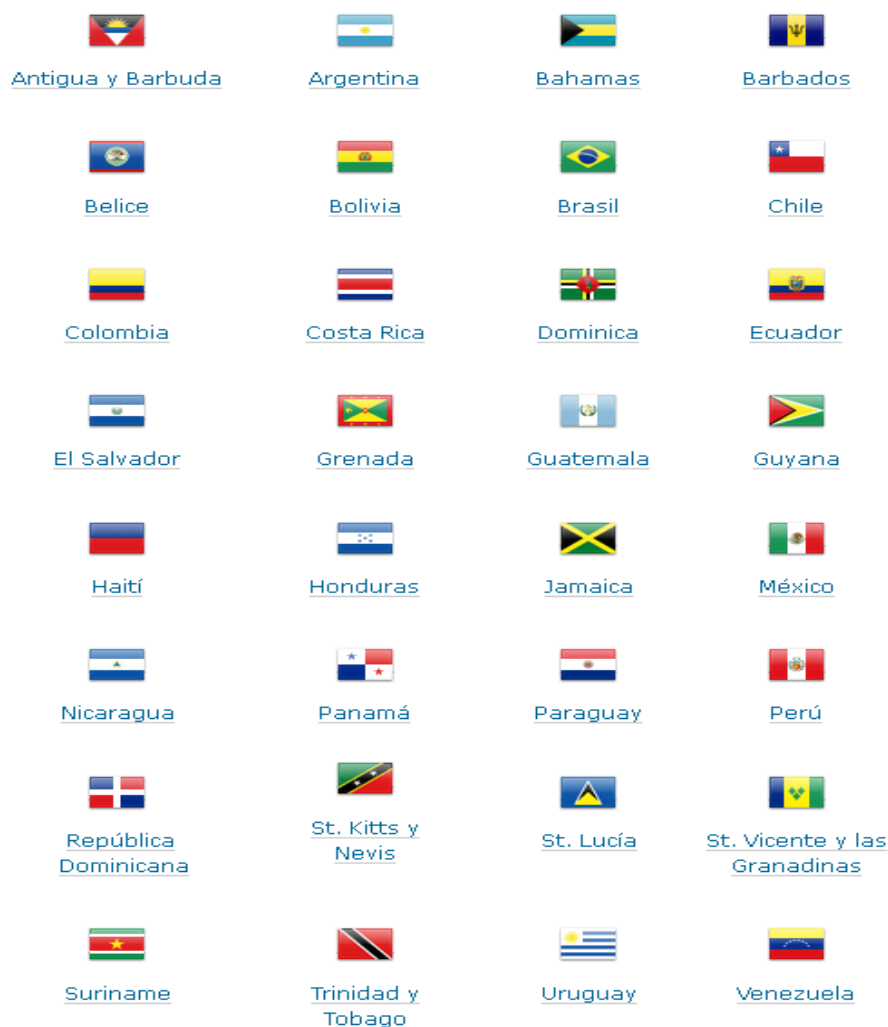 Antigua y Barbuda
Argentina
Bahamas
Barbados
Belice
Bolivia
Brasil
Chile
Colombia
Costa Rica
Dominica
Ecuador
El Salvador
Grenada
Guatemala
Guyana
Haití
Honduras
Jamaica
México
Nicaragua
Panamá
Paraguay
Perú
República
Dominicana
St. Kitts y
Nevis
St. Lucía
St. Vicente y las
Granadinas
Suriname
Trinidad y
Tobago
Uruguay
Venezuela